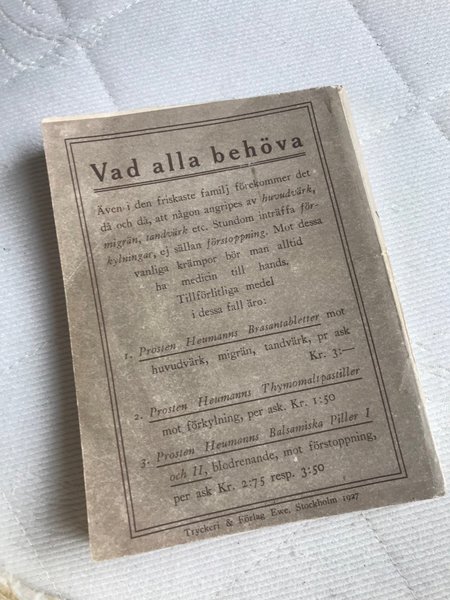 Vad alla behöva
Även i den friskaste familj förekommer det
då och då, att någon angripes av huvudvärk,
migrän, tandvärk etc. Stundom inträffa för-
kylningar, ej sällan förstoppning. Mot dessa
vanliga krämpor bör man alltid
ha medicin till hands.
Tillförlitliga medel
i dessa fall äro:
1. Prosten Heumanns Brasantabletter mot
huvudvärk, migrän, tandvärk, pr ask
Kr. 3:—
2. Prosten Heumanns Thymomaltpastiller
mot förkylning, per ask. Kr. 1:50
3. Prosten Heumanns Balsamiska Piller I
och II, blodrenande, mot förstoppning,
per ask Kr. 2:75 resp. 3:50
Tryckeri & Förlag Ewe, Stockholm 1927